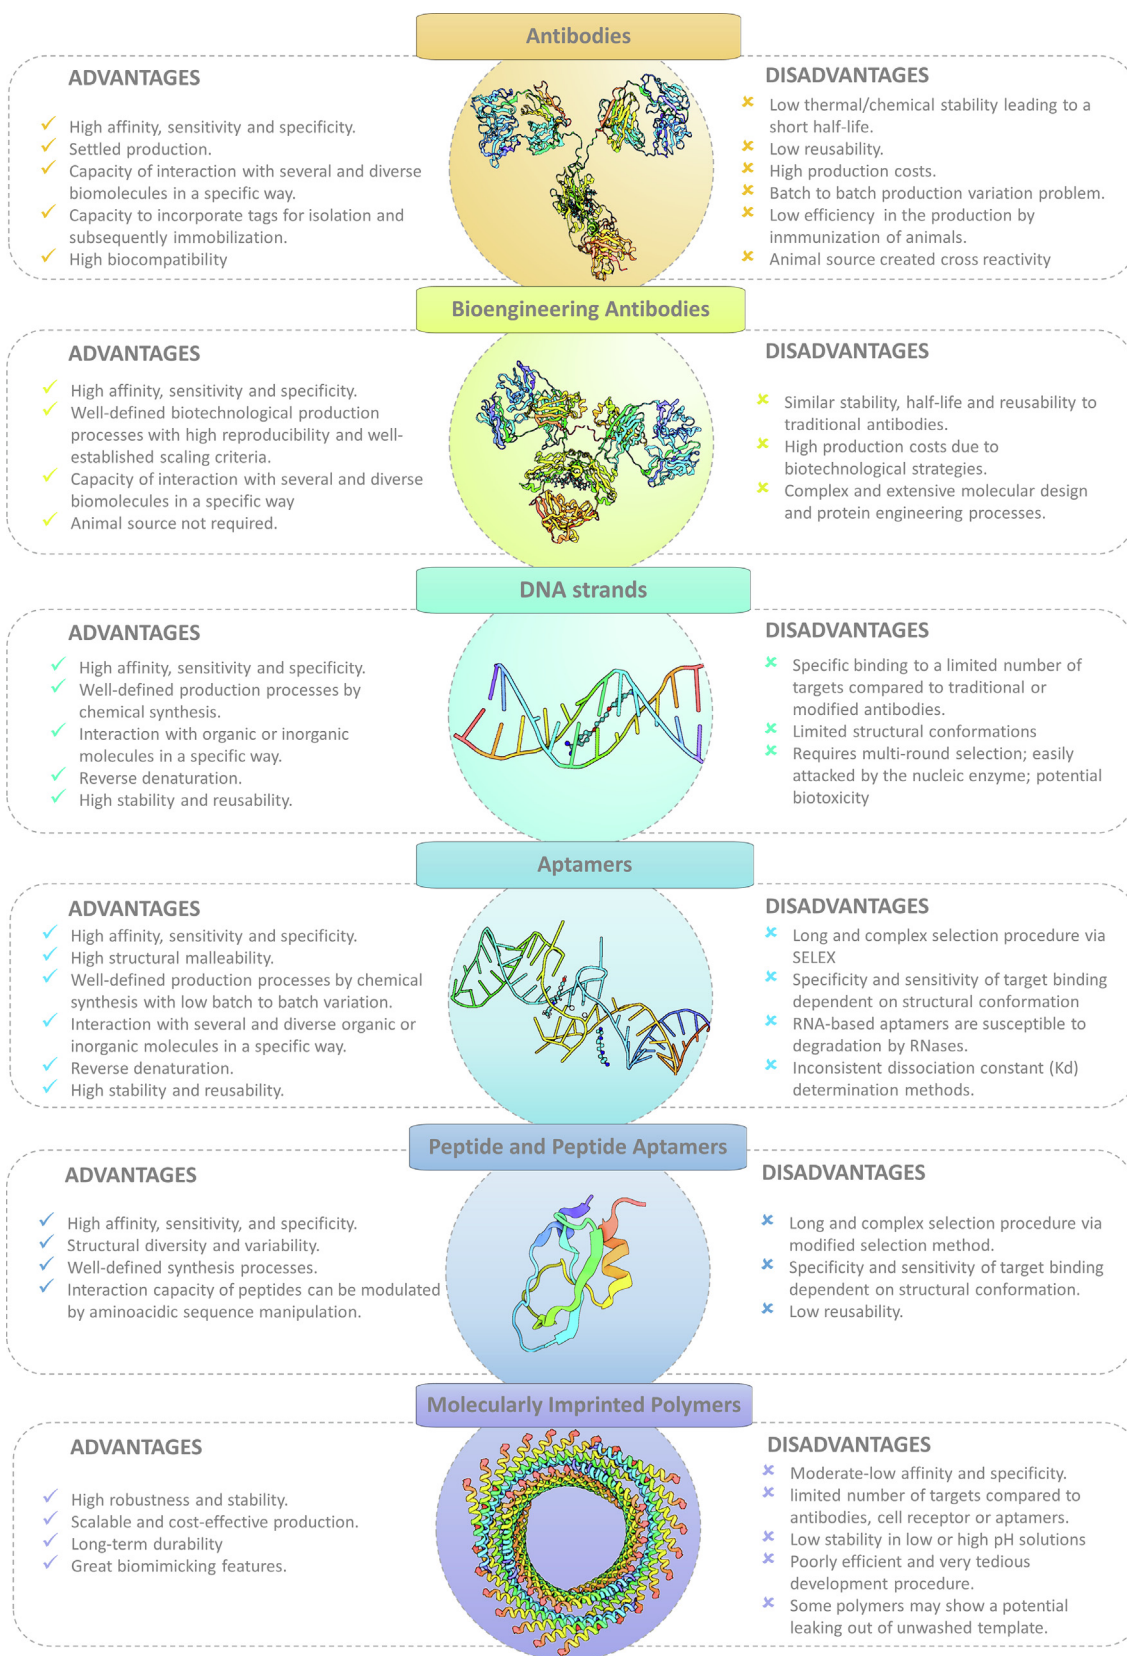 Antibodies
ADVANTAGES
High affinity, sensitivity and specificity.
Settled production.
Capacity of interaction with several and diverse
biomolecules in a specific way.
Capacity to incorporate tags for isolation and
subsequently immobilization.
High biocompatibility
DISADVANTAGES
Low thermal/chemical stability leading to a
short half-life.
Low reusability.
High production costs.
Batch to batch production variation problem.
Low efficiency in the production by
inmmunization of animals.
Animal source created cross reactivity
Bioengineering Antibodies
ADVANTAGES
High affinity, sensitivity and specificity.
Well-defined biotechnological production
processes with high reproducibility and well-
established scaling criteria.
Capacity of interaction with several and diverse
biomolecules in a specific way
Animal source not required.
DISADVANTAGES
Similar stability, half-life and reusability to
traditional antibodies.
High production costs due to
biotechnological strategies.
Complex and extensive molecular design
and protein engineering processes.
DNA strands
ADVANTAGES
High affinity, sensitivity and specificity.
Well-defined production processes by
chemical synthesis.
Interaction with organic or inorganic
molecules in a specific way.
Reverse denaturation.
High stability and reusability.
DISADVANTAGES
Specific binding to a limited number of
targets compared to traditional or
modified antibodies.
Limited structural conformations
Requires multi-round selection; easily
attacked by the nucleic enzyme; potential
biotoxicity
Aptamers
ADVANTAGES
High affinity, sensitivity and specificity.
High structural malleability.
Well-defined production processes by chemical
synthesis with low batch to batch variation.
Interaction with several and diverse organic or
inorganic molecules in a specific way.
Reverse denaturation.
High stability and reusability.
DISADVANTAGES
Long and complex selection procedure via
SELEX
Specificity and sensitivity of target binding
dependent on structural conformation
RNA-based aptamers are susceptible to
degradation by RNases.
Inconsistent dissociation constant (Kd)
determination methods.
Peptide and Peptide Aptamers
ADVANTAGES
High affinity, sensitivity, and specificity.
Structural diversity and variability.
Well-defined synthesis processes.
Interaction capacity of peptides can be modulated
by aminoacidic sequence manipulation.
DISADVANTAGES
Long and complex selection procedure via
modified selection method.
Specificity and sensitivity of target binding
dependent on structural conformation.
Low reusability.
Molecularly Imprinted Polymers
ADVANTAGES
High robustness and stability.
Scalable and cost-effective production.
Long-term durability
Great biomimicking features.
DISADVANTAGES
Moderate-low affinity and specificity.
limited number of targets compared to
antibodies, cell receptor or aptamers.
Low stability in low or high pH solutions
Poorly efficient and very tedious
development procedure.
Some polymers may show a potential
leaking out of unwashed template.